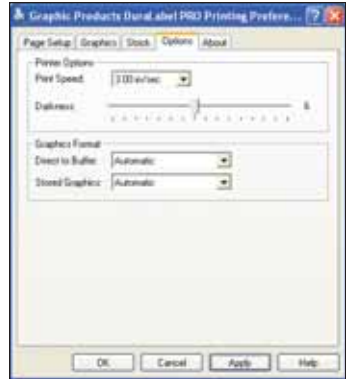 Graphic Products DuraLabel PRO Printing Prefere...
Page Setup Graphics Stock Options About
Printer Options
Print Speed: 3.00 in/sec
Darkness: 8
Graphics Format
Direct to Buffer: Automatic
Stored Graphics: Automatic
OK Cancel Apply Help